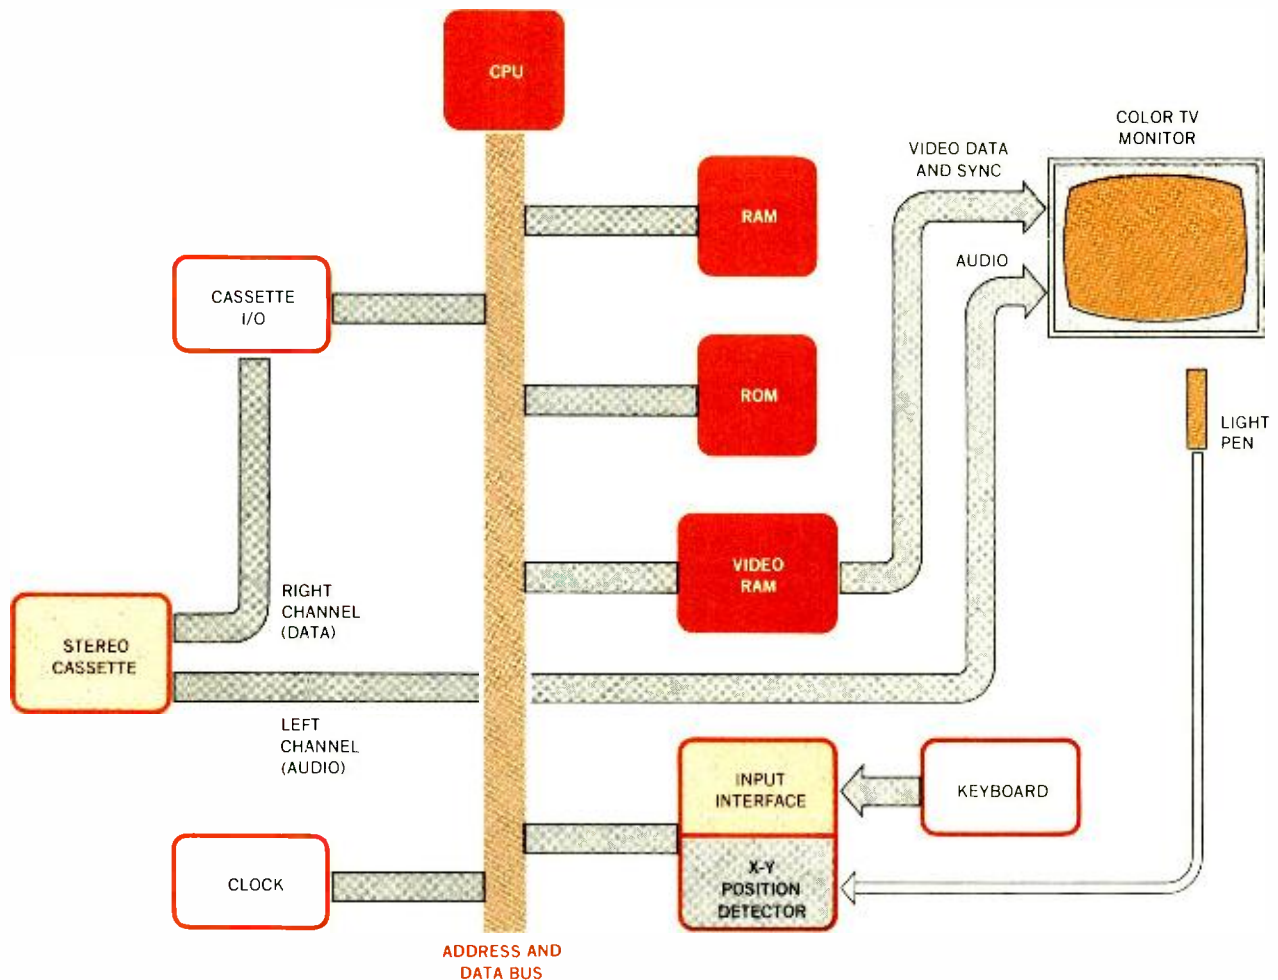 CPU
COLOR TV
MONITOR
VIDEO DATA
AND SYNC
RAM
AUDIO
CASSETTE
I/O
ROM
LIGHT
PEN
VIDEO
RAM
RIGHT
CHANNEL
(DATA)
STEREO
CASSETTE
LEFT
CHANNEL
(AUDIO)
INPUT
INTERFACE
KEYBOARD
X-Y
POSITION
DETECTOR
CLOCK
ADDRESS AND
DATA BUS